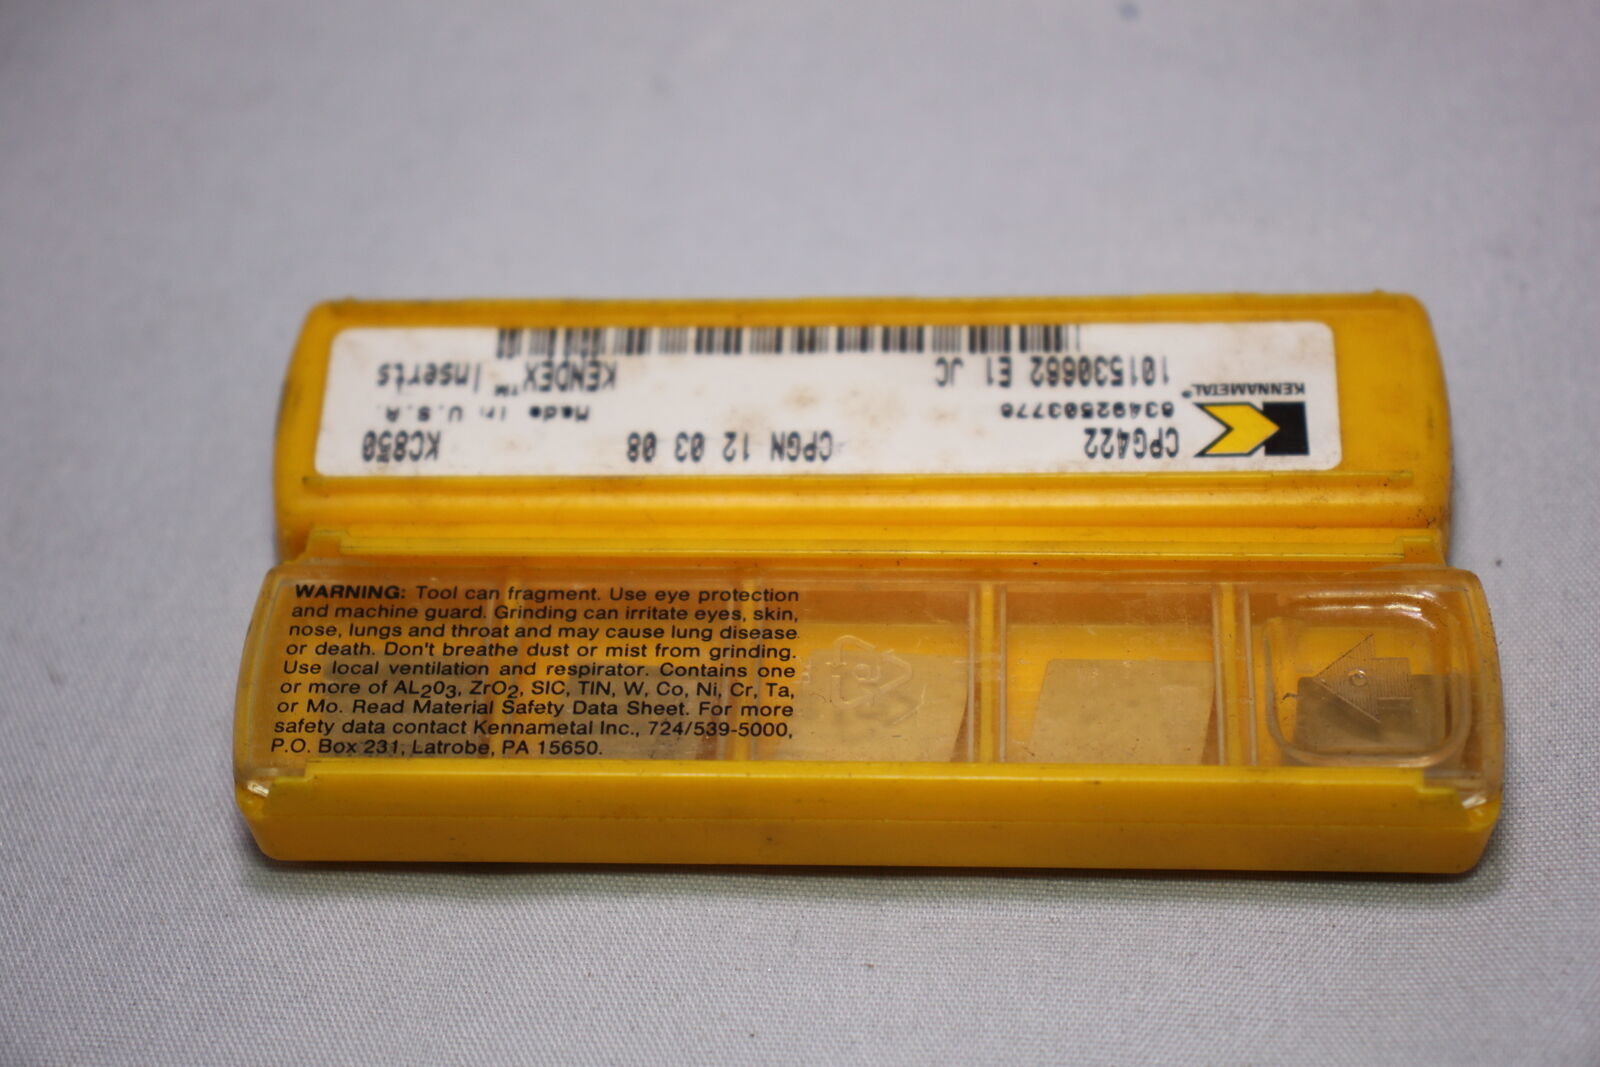 KENNAMETAL®
CPG422 CPGN 12 03 08 KC850
Made in U.S.A.
101530682 E1 JC KENDEX™ Inserts
WARNING: Tool can fragment. Use eye protection
and machine guard. Grinding can irritate eyes, skin,
nose, lungs and throat and may cause lung disease
or death. Don't breathe dust or mist from grinding.
Use local ventilation and respirator. Contains one
or more of AL₂0₃, ZrO₂, SIC, TIN, W, Co, Ni, Cr, Ta,
or Mo. Read Material Safety Data Sheet. For more
safety data contact Kennametal Inc., 724/539-5000,
P.O. Box 231, Latrobe, PA 15650.